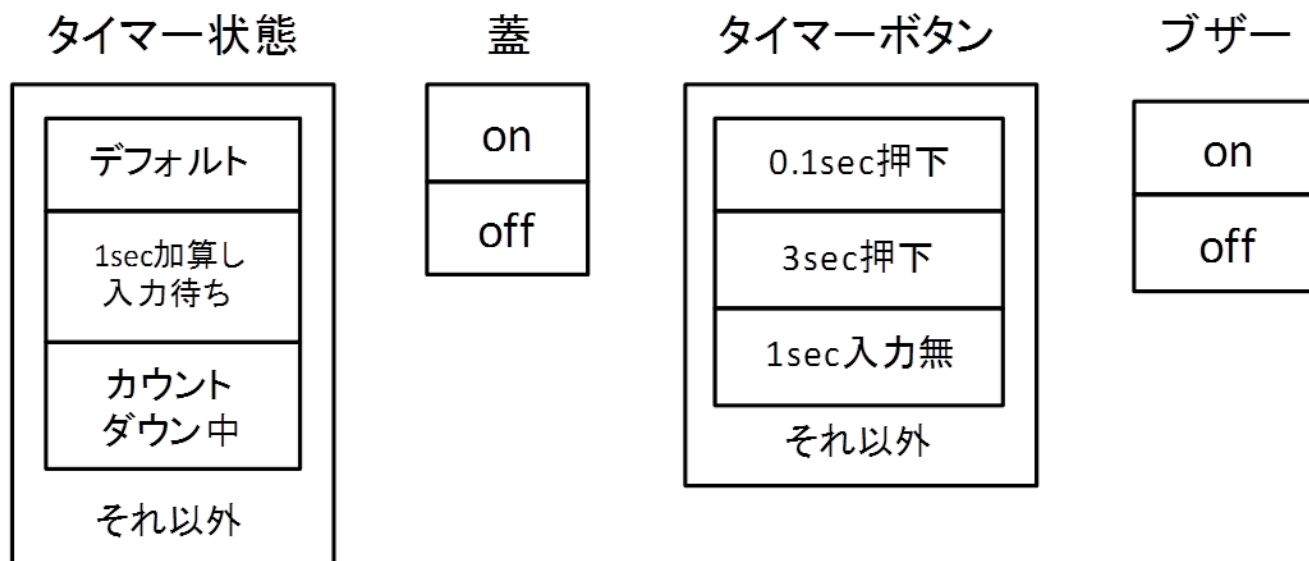 タイマー状態
デフォルト
1sec加算し
入力待ち
カウント
ダウン中
それ以外
蓋
on
off
タイマーボタン
0.1sec押下
3sec押下
1sec入力無
それ以外
ブザー
on
off